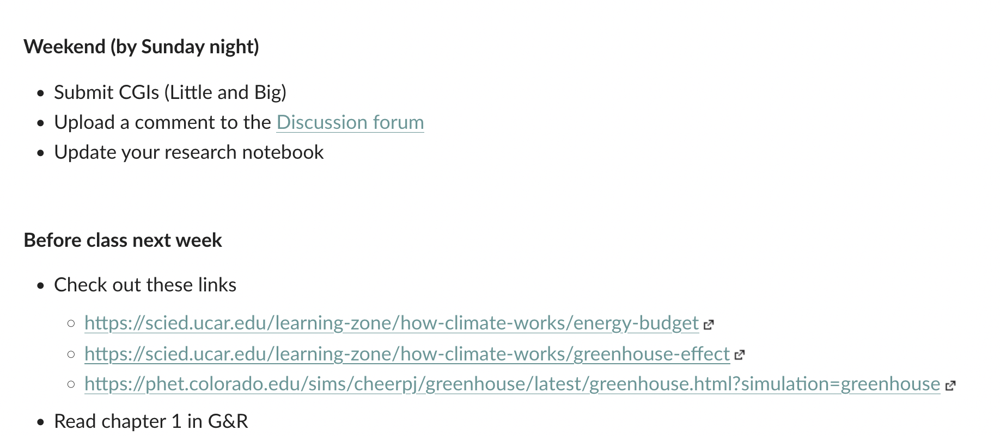 Weekend (by Sunday night)
• Submit CGIs (Little and Big)
• Upload a comment to the Discussion forum
• Update your research notebook
Before class next week
• Check out these links
○ https://scied.ucar.edu/learning-zone/how-climate-works/energy-budget
○ https://scied.ucar.edu/learning-zone/how-climate-works/greenhouse-effect
○ https://phet.colorado.edu/sims/cheerpj/greenhouse/latest/greenhouse.html?simulation=greenhouse
• Read chapter 1 in G&R